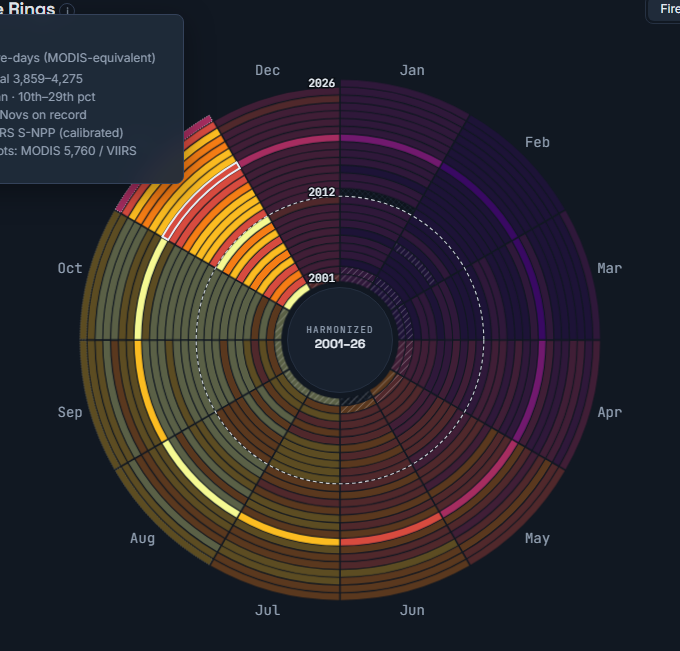 Rings i
Fire
e-days (MODIS-equivalent)
al 3,859–4,275
n · 10th–29th pct
Novs on record
RS S-NPP (calibrated)
ots: MODIS 5,760 / VIIRS
Dec
2026
Jan
Feb
2012
Oct
Mar
2001
HARMONIZED
2001–26
Sep
Apr
Aug
May
Jul
Jun